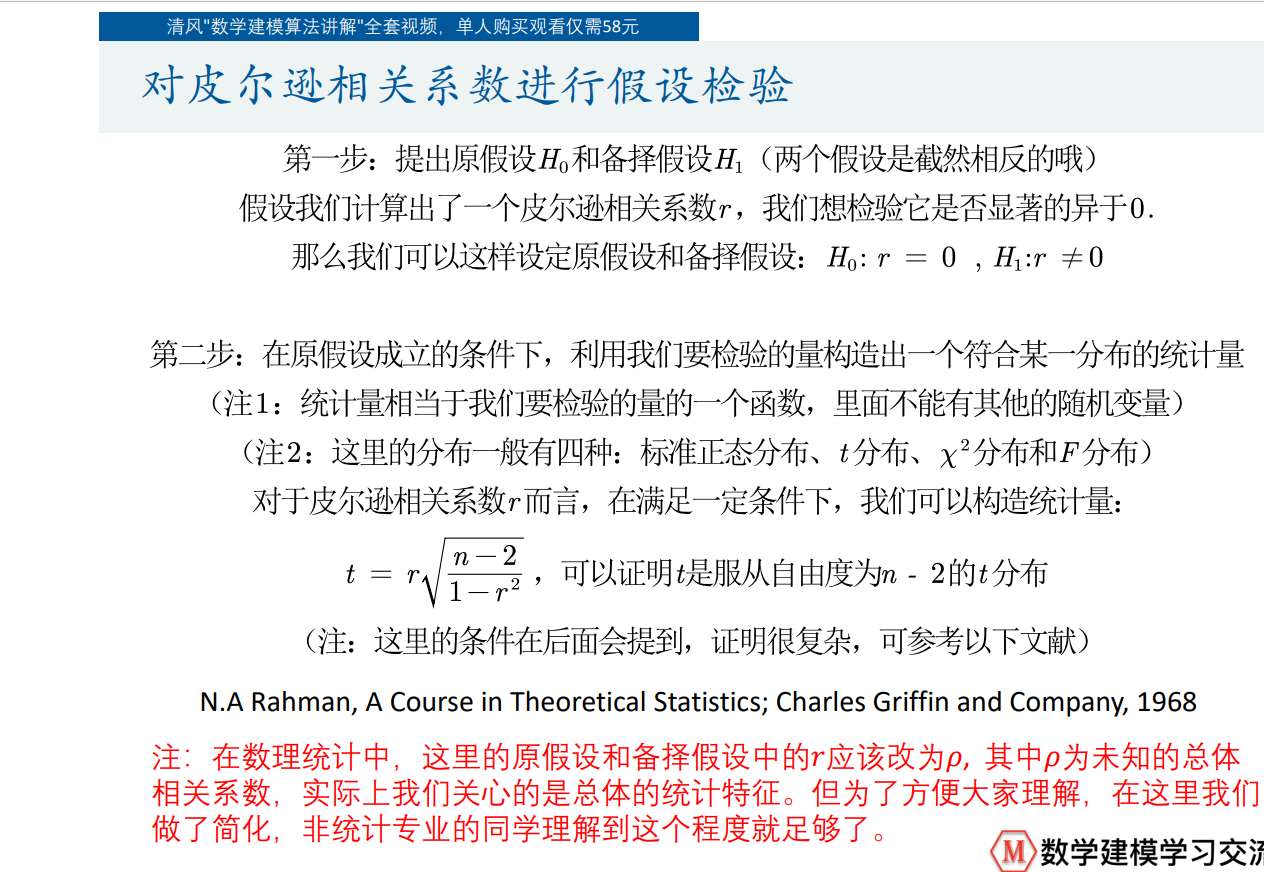 清风"数学建模算法讲解"全套视频，单人购买观看仅需58元
对皮尔逊相关系数进行假设检验
第一步：提出原假设H₀和备择假设H₁（两个假设是截然相反的哦）
假设我们计算出了一个皮尔逊相关系数r，我们想检验它是否显著的异于0.
那么我们可以这样设定原假设和备择假设：H₀: r = 0 , H₁:r ≠0
第二步：在原假设成立的条件下，利用我们要检验的量构造出一个符合某一分布的统计量
（注1：统计量相当于我们要检验的量的一个函数，里面不能有其他的随机变量）
（注2：这里的分布一般有四种：标准正态分布、t分布、χ²分布和F分布）
对于皮尔逊相关系数r而言，在满足一定条件下，我们可以构造统计量：
t = r√((n−2)/(1−r²))，可以证明t是服从自由度为n - 2的t分布
（注：这里的条件在后面会提到，证明很复杂，可参考以下文献）
N.A Rahman, A Course in Theoretical Statistics; Charles Griffin and Company, 1968
注：在数理统计中，这里的原假设和备择假设中的r应该改为ρ, 其中ρ为未知的总体
相关系数，实际上我们关心的是总体的统计特征。但为了方便大家理解，在这里我们
做了简化，非统计专业的同学理解到这个程度就足够了。
M 数学建模学习交流